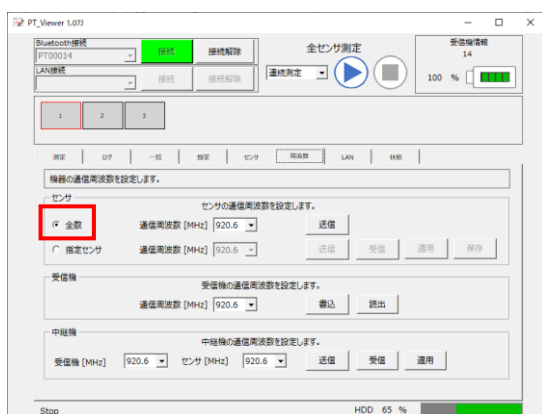 PT_Viewer 1.07J
Bluetooth接続
PT00014 接続 接続解除
LAN接続
接続 接続解除
全センサ測定
連続測定
受信機情報
14
100 %
1 2 3
測定 ログ 一覧 設定 センサ 周波数 LAN 状態
機器の通信周波数を設定します。
センサ
センサの通信周波数を設定します。
全数 通信周波数 [MHz] 920.6 送信
指定センサ 通信周波数 [MHz] 920.6 送信 受信 適用 保存
受信機
受信機の通信周波数を設定します。
通信周波数 [MHz] 920.6 書込 読出
中継機
中継機の通信周波数を設定します。
受信機 [MHz] 920.6 センサ [MHz] 920.6 送信 受信 適用
Stop HDD 65 %